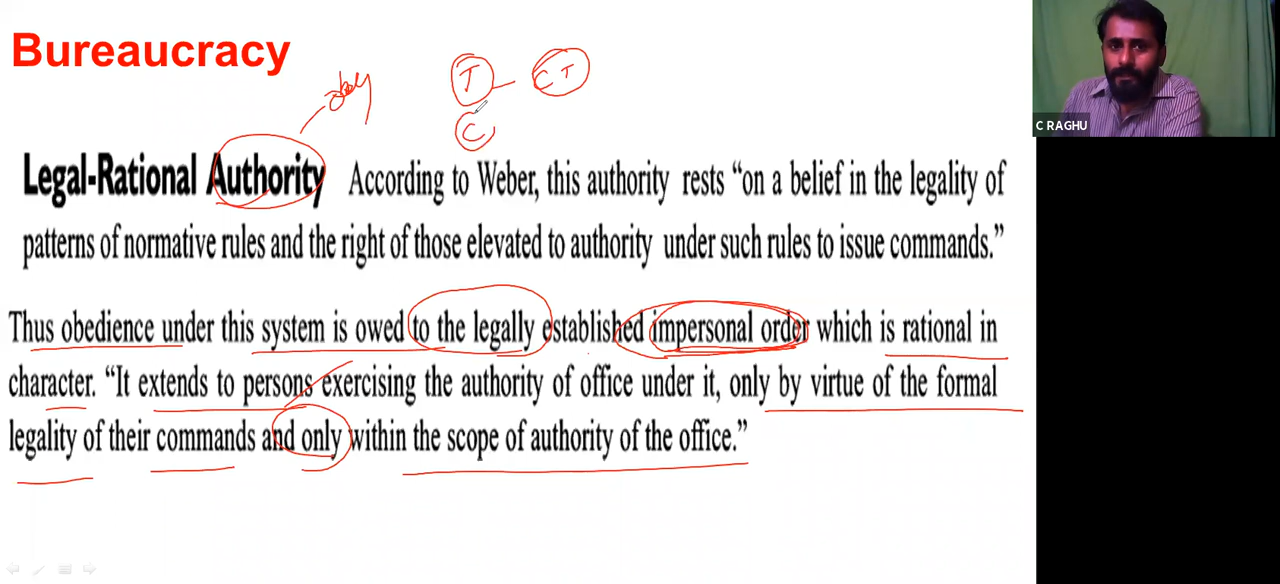 Bureaucracy
obey
T
CT
C
C RAGHU
Legal-Rational Authority According to Weber, this authority rests “on a belief in the legality of
patterns of normative rules and the right of those elevated to authority under such rules to issue commands.”
Thus obedience under this system is owed to the legally established impersonal order which is rational in
character. “It extends to persons exercising the authority of office under it, only by virtue of the formal
legality of their commands and only within the scope of authority of the office.”